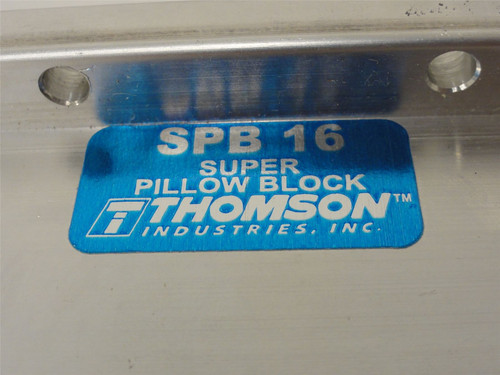 SPB 16
SUPER
PILLOW BLOCK
THOMSON™
INDUSTRIES, INC.